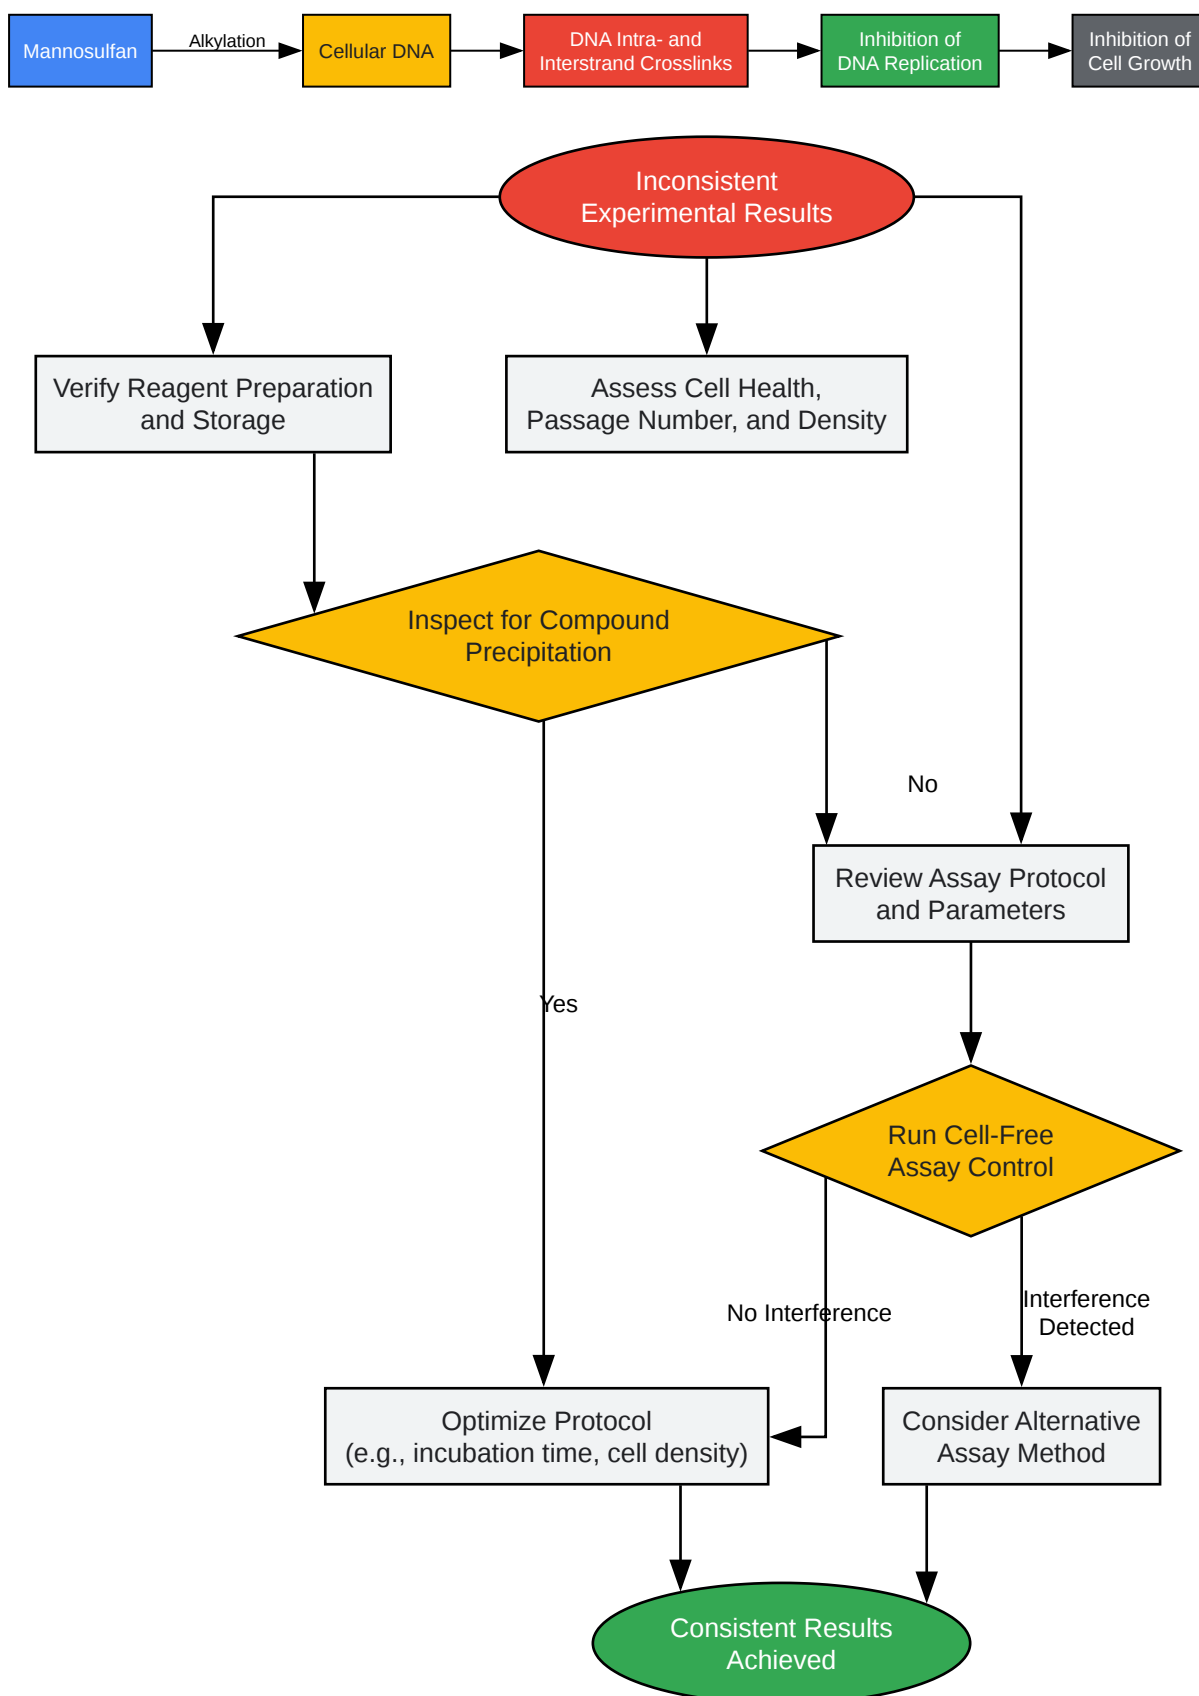 Mannosulfan
Alkylation
Cellular DNA
DNA Intra- and
Interstrand Crosslinks
Inhibition of
DNA Replication
Inhibition of
Cell Growth
Inconsistent
Experimental Results
Verify Reagent Preparation
and Storage
Assess Cell Health,
Passage Number, and Density
Inspect for Compound
Precipitation
No
Review Assay Protocol
and Parameters
Yes
Run Cell-Free
Assay Control
No Interference
Interference
Detected
Optimize Protocol
(e.g., incubation time, cell density)
Consider Alternative
Assay Method
Consistent Results
Achieved